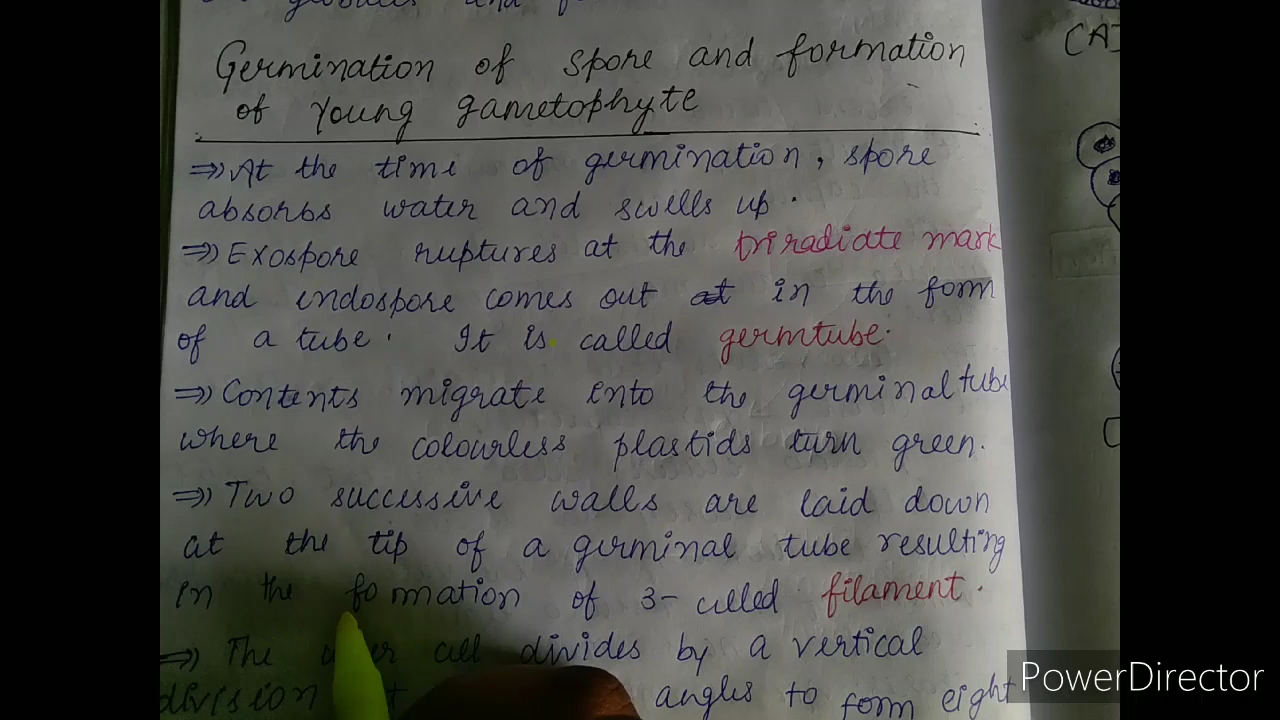 globules and
Germination of spore and formation
of Young gametophyte
⇒) At the time of germination, spore
absorbs water and swells up.
⇒) Exospore ruptures at the triradiate mark
and endospore comes out at in the form
of a tube. It is called germtube.
⇒) Contents migrate into the germinal tube
where the colourless plastids turn green.
⇒) Two successive walls are laid down
at the tip of a germinal tube resulting
in the fomation of 3-celled filament.
⇒) The cell divides by a vertical
division angles to form eight
(A)
PowerDirector